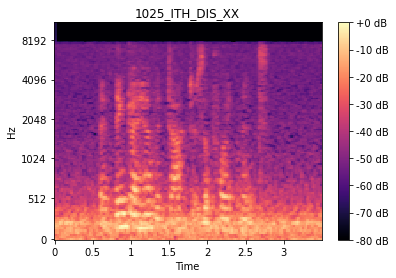 1025_ITH_DIS_XX
+0 dB
8192
-10 dB
4096
-20 dB
-30 dB
2048
-40 dB
Hz
1024
-50 dB
512
-60 dB
-70 dB
0
-80 dB
0 0.5 1 1.5 2 2.5 3
Time